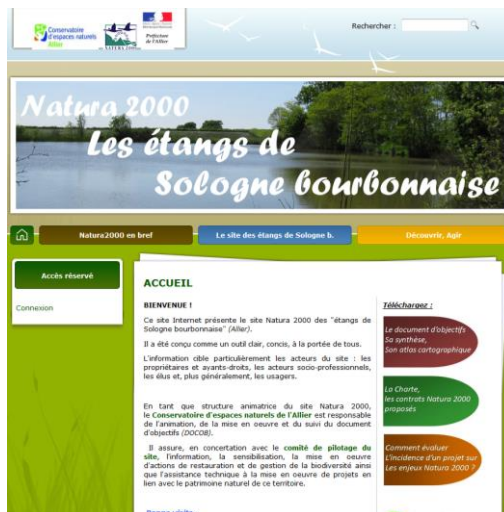 Conservatoire
d'espaces naturels
Allier
NATURA 2000
Préfecture
de l'Allier
Rechercher :
Natura 2000
Les étangs de
Sologne bourbonnaise
Natura2000 en bref
Le site des étangs de Sologne b.
Découvrir, Agir
Accès réservé
Connexion
ACCUEIL
BIENVENUE !
Ce site Internet présente le site Natura 2000 des "étangs de
Sologne bourbonnaise" (Allier).
Il a été conçu comme un outil clair, concis, à la portée de tous.
L'information cible particulièrement les acteurs du site : les
propriétaires et ayants-droits, les acteurs socio-professionnels,
les élus et, plus généralement, les usagers.
En tant que structure animatrice du site Natura 2000,
le Conservatoire d'espaces naturels de l'Allier est responsable
de l'animation, de la mise en oeuvre et du suivi du document
d'objectifs (DOCOB).
Il assure, en concertation avec le comité de pilotage du
site, l'information, la sensibilisation, la mise en oeuvre
d'actions de restauration et de gestion de la biodiversité ainsi
que l'assistance technique à la mise en oeuvre de projets en
lien avec le patrimoine naturel de ce territoire.
Bonne visite
Téléchargez :
Le document d'objectifs
Sa synthèse,
Son atlas cartographique
La Charte,
les contrats Natura 2000
proposés
Comment évaluer
L'incidence d'un projet sur
Les enjeux Natura 2000 ?